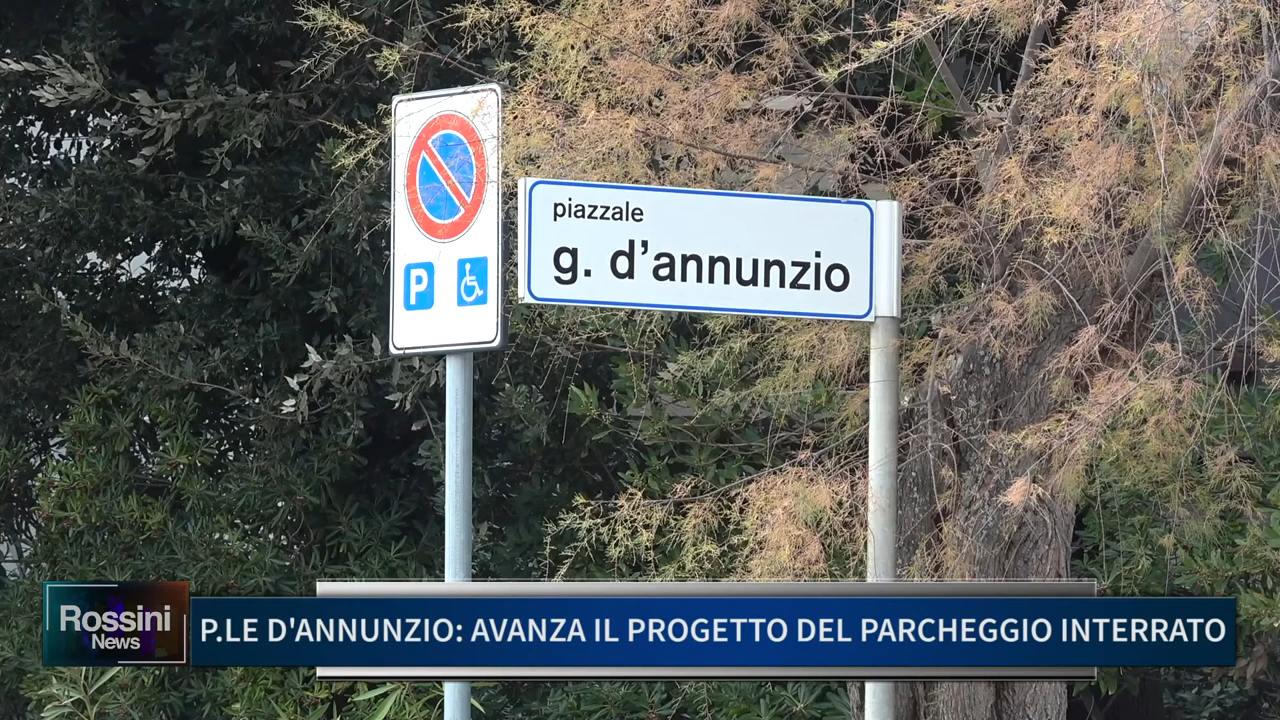 P
piazzale
g. d'annunzio
Rossini
News
P.LE D'ANNUNZIO: AVANZA IL PROGETTO DEL PARCHEGGIO INTERRATO